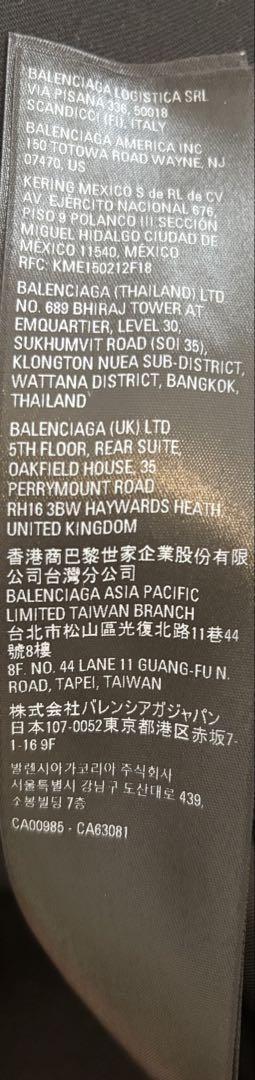 BALENCIAGA LOGISTICA SRL
VIA PISANA 336, 50018
SCANDICCI (FI), ITALY
BALENCIAGA AMERICA INC
150 TOTOWA ROAD WAYNE, NJ
07470, US
KERING MEXICO S de RL de CV
AV. EJÉRCITO NACIONAL 676,
PISO 9 POLANCO III SECCIÓN
MIGUEL HIDALGO CIUDAD DE
MÉXICO 11540, MÉXICO
RFC: KME150212F18
BALENCIAGA (THAILAND) LTD
NO. 689 BHIRAJ TOWER AT
EMQUARTIER, LEVEL 30,
SUKHUMVIT ROAD (SOI 35),
KLONGTON NUEA SUB-DISTRICT,
WATTANA DISTRICT, BANGKOK,
THAILAND
BALENCIAGA (UK) LTD
5TH FLOOR, REAR SUITE,
OAKFIELD HOUSE, 35
PERRYMOUNT ROAD
RH16 3BW HAYWARDS HEATH
UNITED KINGDOM
香港商巴黎世家企業股份有限
公司台灣分公司
BALENCIAGA ASIA PACIFIC
LIMITED TAIWAN BRANCH
台北市松山區光復北路11巷44
號8樓
8F. NO. 44 LANE 11 GUANG-FU N.
ROAD, TAPEI, TAIWAN
株式会社バレンシアガジャパン
日本107-0052東京都港区赤坂7-
1-16 9F
발렌시아가코리아 주식회사
서울특별시 강남구 도산대로 439,
소봉빌딩 7층
CA00985 - CA63081